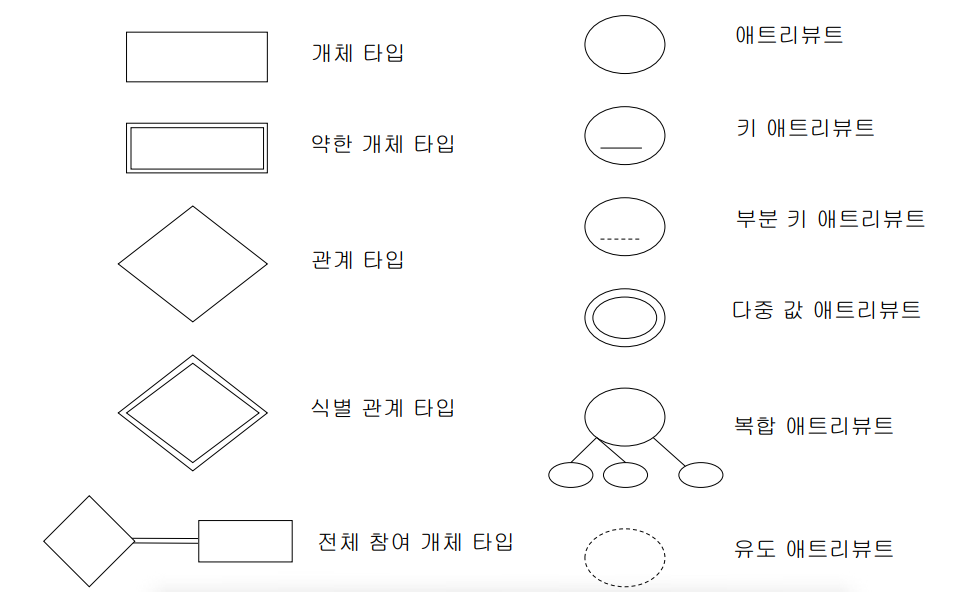 개체 타입
약한 개체 타입
관계 타입
식별 관계 타입
전체 참여 개체 타입
애트리뷰트
키 애트리뷰트
부분 키 애트리뷰트
다중 값 애트리뷰트
복합 애트리뷰트
유도 애트리뷰트